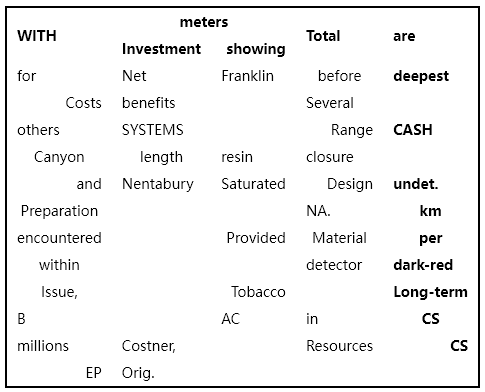 meters
WITH Total are
Investment showing
for Net Franklin before deepest
Costs benefits Several
others SYSTEMS Range CASH
Canyon length resin closure
and Nentabury Saturated Design undet.
Preparation NA. km
encountered Provided Material per
within detector dark-red
Issue, Tobacco Long-term
B AC in CS
millions Costner, Resources CS
EP Orig.